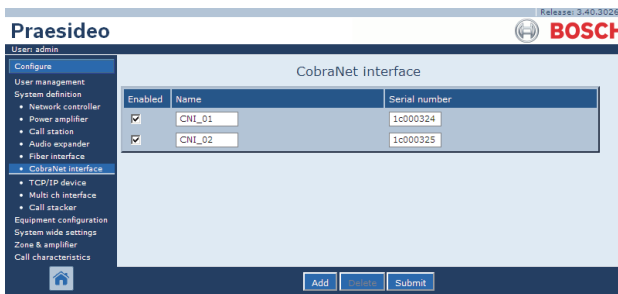 Release: 3.40.3026
Praesideo
BOSCH
User: admin
Configure
User management
System definition
• Network controller
• Power amplifier
• Call station
• Audio expander
• Fiber interface
• CobraNet interface
• TCP/IP device
• Multi ch interface
• Call stacker
Equipment configuration
System wide settings
Zone & amplifier
Call characteristics
CobraNet interface
Enabled Name Serial number
CNI_01 1c000324
CNI_02 1c000325
Add Delete Submit